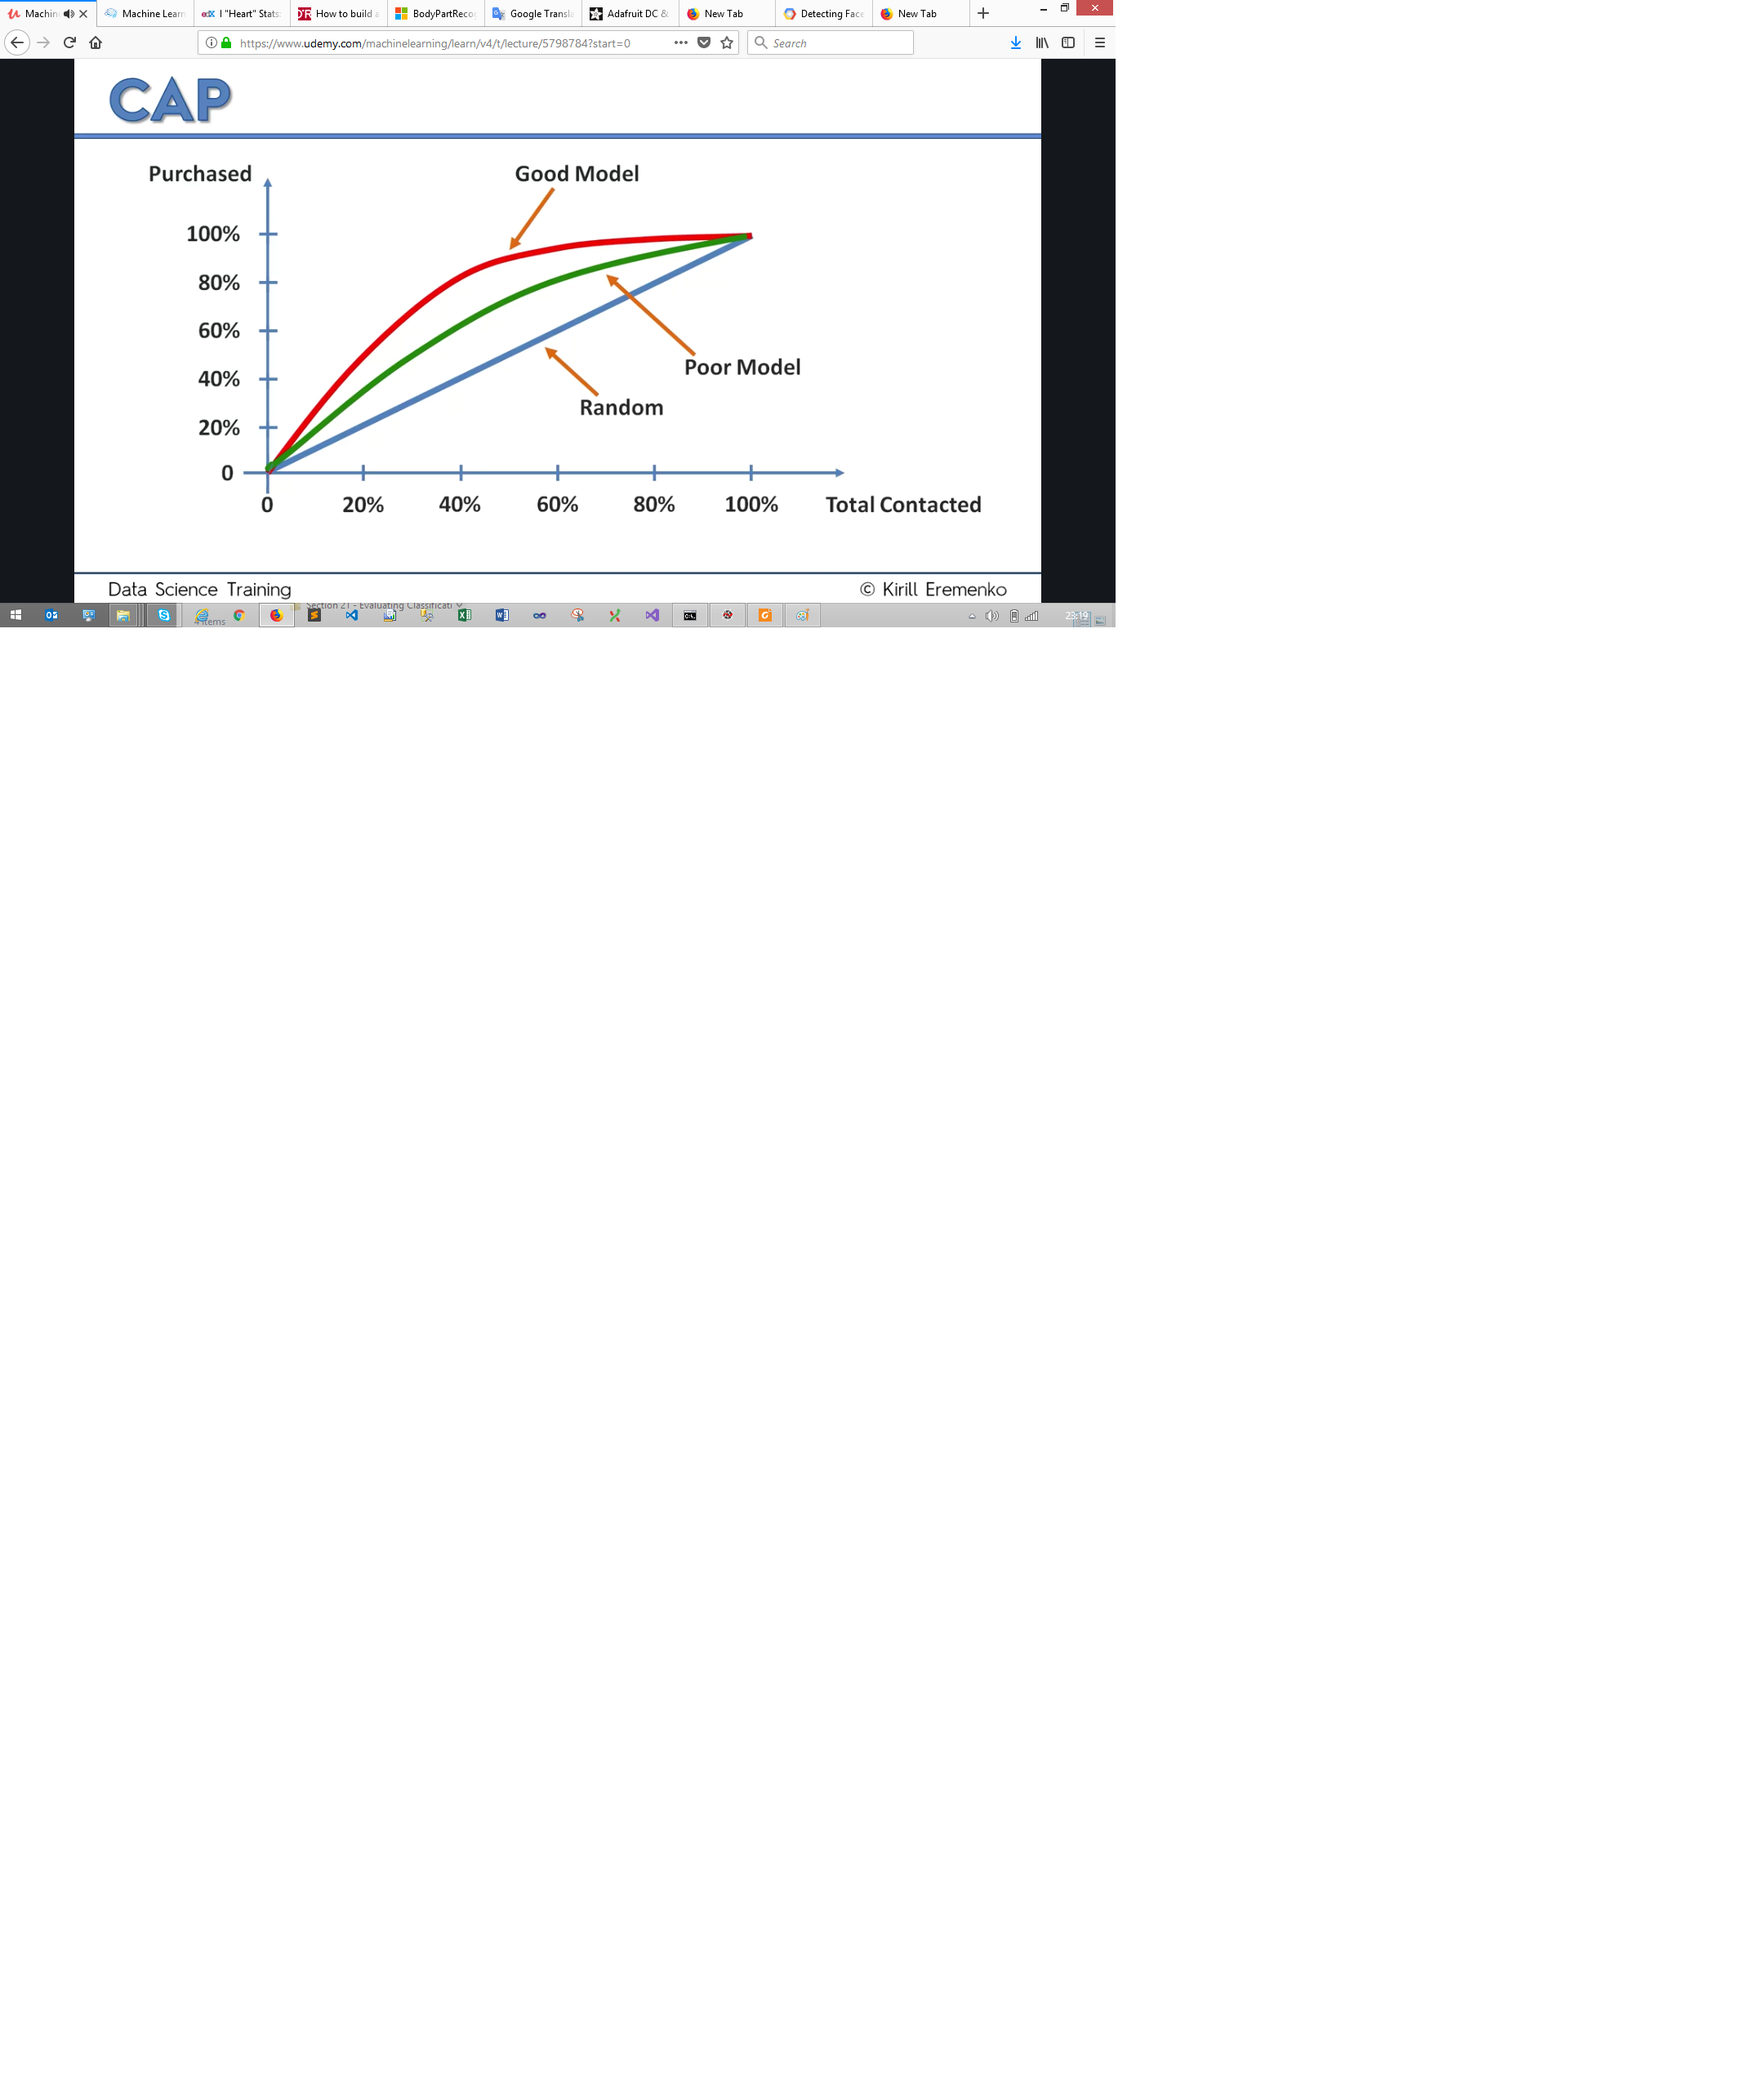 Machin
Machine Learn
I "Heart" Stats:
How to build a
BodyPartReco
Google Transla
Adafruit DC &
New Tab
Detecting Face
New Tab
https://www.udemy.com/machinelearning/learn/v4/t/lecture/5798784?start=0
Search
CAP
Purchased
Good Model
100%
80%
60%
Poor Model
40%
Random
20%
0
0 20% 40% 60% 80% 100% Total Contacted
Data Science Training
© Kirill Eremenko
Section 21 - Evaluating Classificati
4 items
23:19